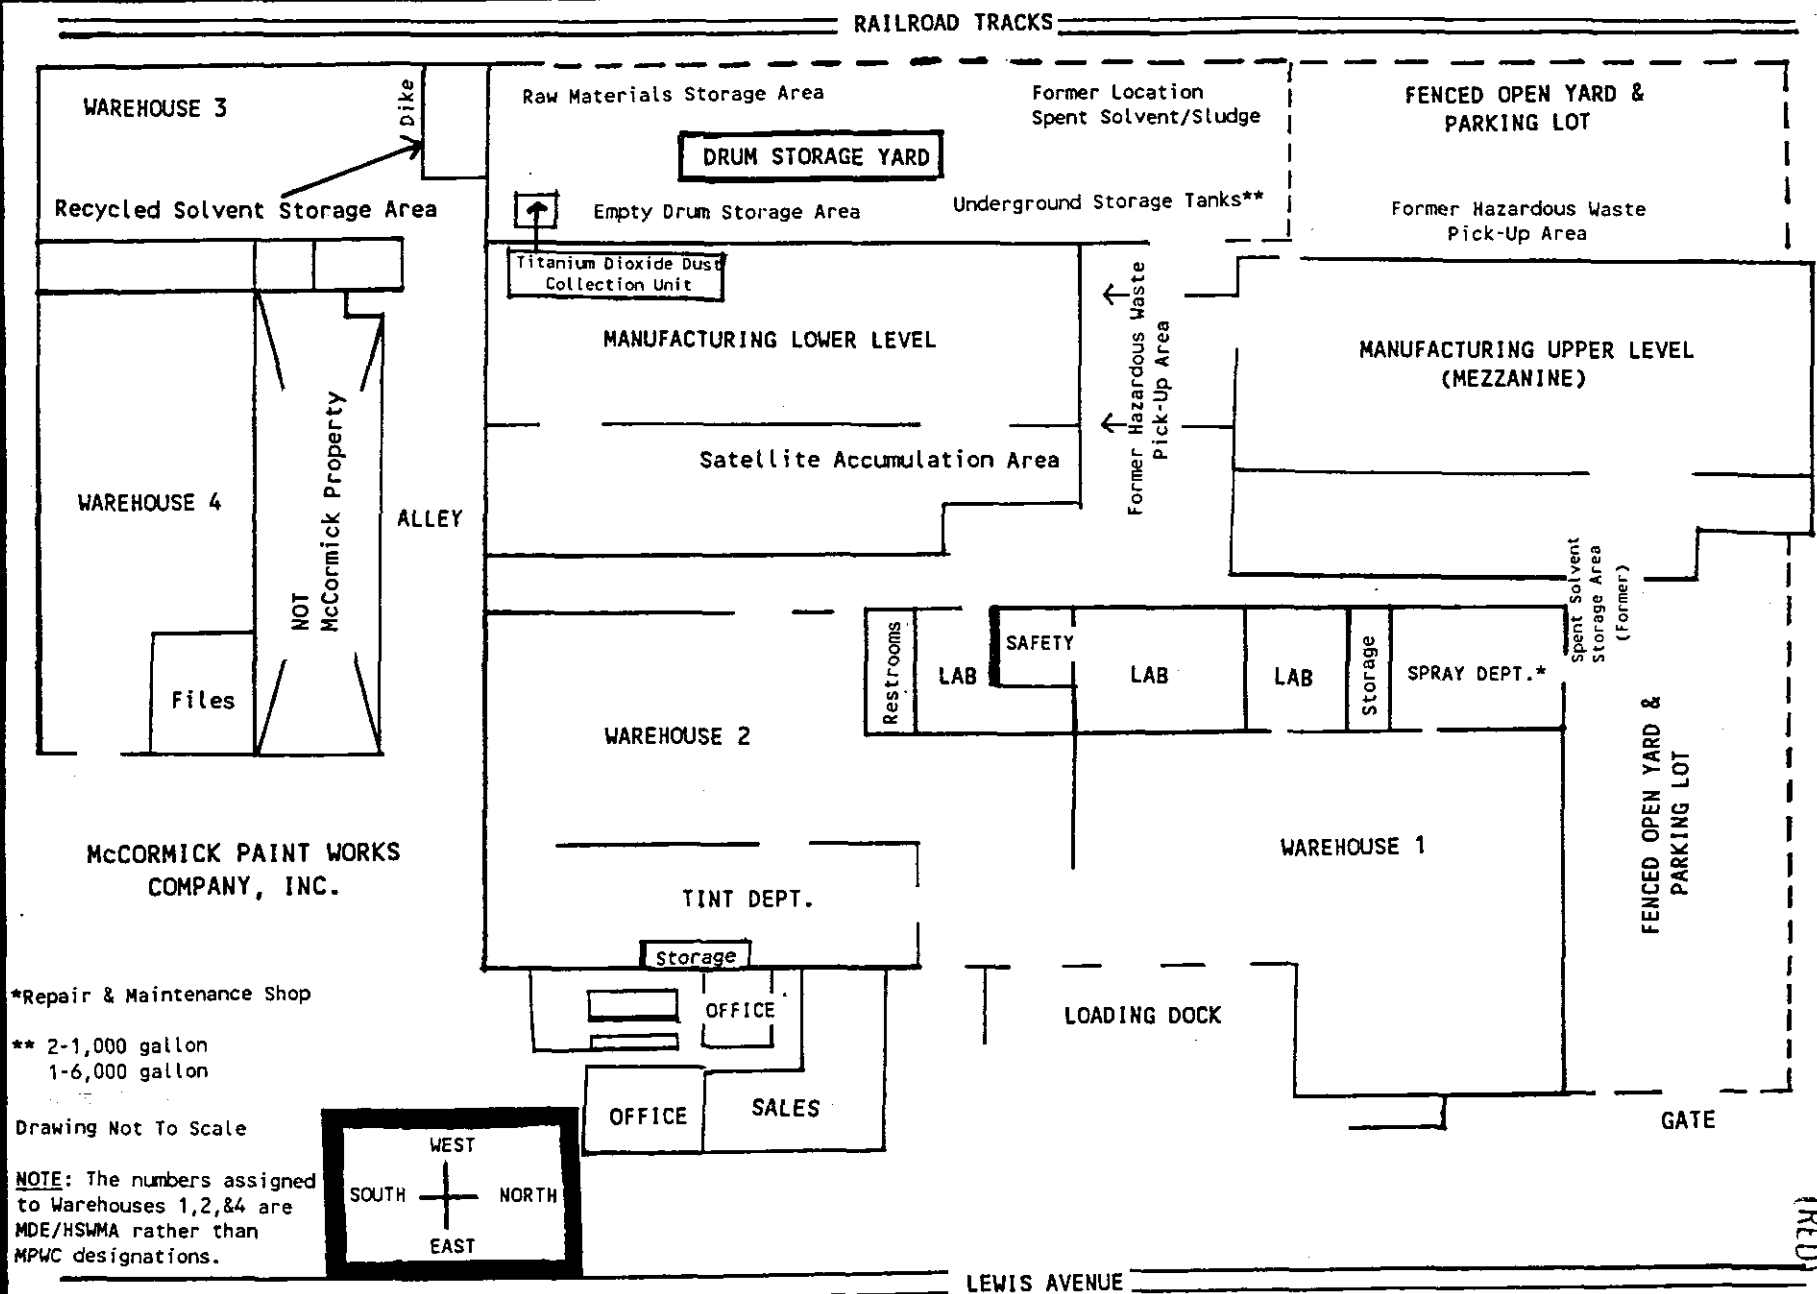 RAILROAD TRACKS
WAREHOUSE 3
Dike
Recycled Solvent Storage Area
Raw Materials Storage Area
DRUM STORAGE YARD
Empty Drum Storage Area
Former Location
Spent Solvent/Sludge
Underground Storage Tanks**
FENCED OPEN YARD &
PARKING LOT
Former Hazardous Waste
Pick-Up Area
Titanium Dioxide Dust
Collection Unit
MANUFACTURING LOWER LEVEL
Satellite Accumulation Area
Former Hazardous Waste
Pick-Up Area
MANUFACTURING UPPER LEVEL
(MEZZANINE)
WAREHOUSE 4
NOT
McCormick Property
ALLEY
Files
Restrooms
LAB
SAFETY
LAB
LAB
Storage
SPRAY DEPT.*
Spent Solvent
Storage Area
(Former)
WAREHOUSE 2
WAREHOUSE 1
FENCED OPEN YARD &
PARKING LOT
McCORMICK PAINT WORKS
COMPANY, INC.
TINT DEPT.
Storage
OFFICE
LOADING DOCK
OFFICE
SALES
GATE
*Repair & Maintenance Shop
** 2-1,000 gallon
1-6,000 gallon
Drawing Not To Scale
NOTE: The numbers assigned
to Warehouses 1,2,&4 are
MDE/HSWMA rather than
MPWC designations.
WEST
SOUTH
NORTH
EAST
LEWIS AVENUE